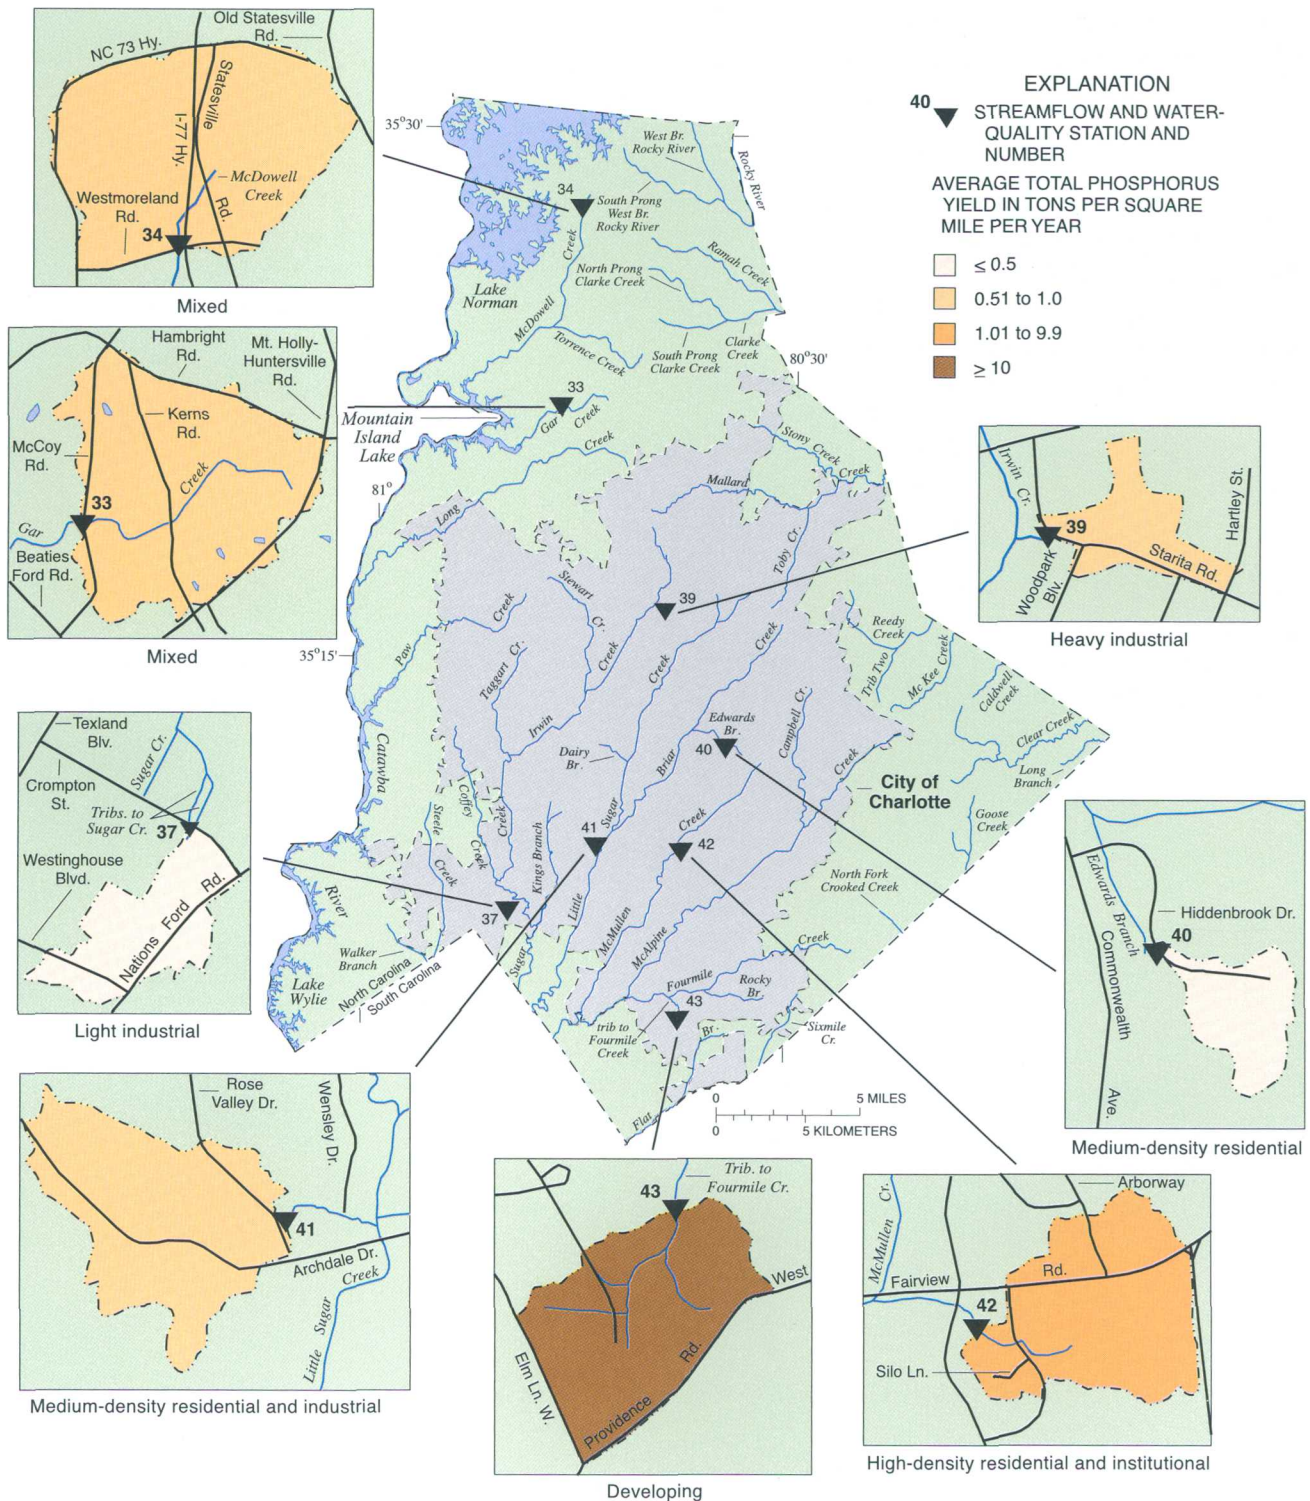 Old Statesville
Rd.
NC 73 Hy.
Statesville
I-77 Hy.
McDowell
Creek
Westmoreland
Rd.
Rd.
34
Mixed
Hambright
Rd.
Mt. Holly-
Huntersville
Rd.
Kerns
Rd.
McCoy
Rd.
Creek
33
Gar
Beaties
Ford Rd.
Mixed
Texland
Blv.
Sugar Cr.
Crompton
St.
Tribs. to
Sugar Cr.
37
Westinghouse
Blvd.
Nations Ford Rd.
Light industrial
Rose
Valley Dr.
Wensley Dr.
41
Archdale Dr.
Little Sugar Creek
Medium-density residential and industrial
EXPLANATION
40
STREAMFLOW AND WATER-
QUALITY STATION AND
NUMBER
AVERAGE TOTAL PHOSPHORUS
YIELD IN TONS PER SQUARE
MILE PER YEAR
≤ 0.5
0.51 to 1.0
1.01 to 9.9
≥ 10
35°30'
West Br.
Rocky River
Rocky River
34
South Prong
West Br.
Rocky River
Creek
Ramah Creek
North Prong
Clarke Creek
Lake
Norman
McDowell
Torrence Creek
South Prong
Clarke Creek
Clarke
Creek
80°30'
33
Mountain
Island
Lake
Gar Creek
Creek
Stony Creek
Creek
Mallard
81°
Long
Toby Cr.
Stewart
Cr.
39
Creek
Reedy
Creek
35°15'
Paw
Taggart Cr.
Creek
Creek
Creek
Trib Two
Mc Kee Creek
Caldwell
Creek
Clear Creek
Long
Branch
Irwin
Edwards
Br.
40
Campbell Cr.
Dairy
Br.
Briar
Creek
City of
Charlotte
Catawba
Coffey
Steele
Creek
Sugar
Creek
41
42
Goose
Creek
Kings Branch
Creek
Creek
North Fork
Crooked Creek
River
37
Little
McMullen
McAlpine
Walker
Branch
Sugar
Creek
North Carolina
South Carolina
Lake
Wylie
Fourmile
Rocky
Br.
43
trib to
Fourmile
Creek
Br.
Sixmile
Cr.
Flat
0 5 MILES
0 5 KILOMETERS
Irwin Cr.
39
Hartley St.
Starita Rd.
Woodpark
Blv.
Heavy industrial
Edwards Branch
Hiddenbrook Dr.
40
Commonwealth
Ave.
Medium-density residential
Trib. to
Fourmile Cr.
43
West
Elm Ln. W.
Providence Rd.
Developing
McMullen Cr.
Arborway
Fairview Rd.
42
Silo Ln.
High-density residential and institutional